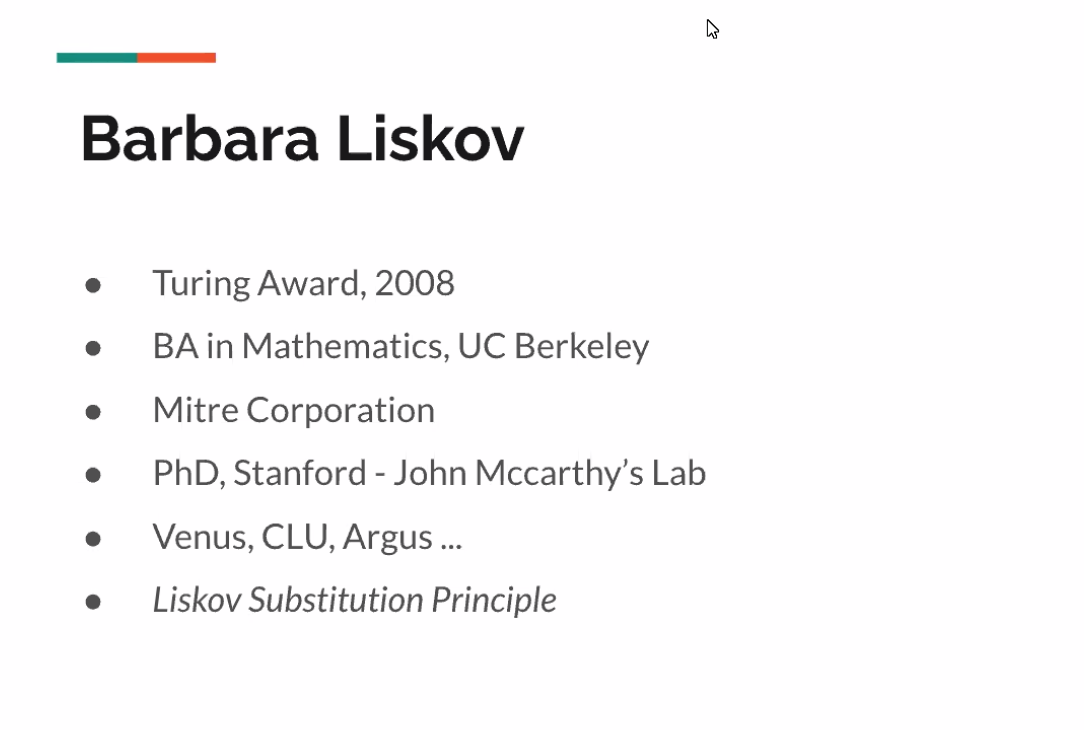 Barbara Liskov
● Turing Award, 2008
● BA in Mathematics, UC Berkeley
● Mitre Corporation
● PhD, Stanford - John Mccarthy’s Lab
● Venus, CLU, Argus ...
● Liskov Substitution Principle